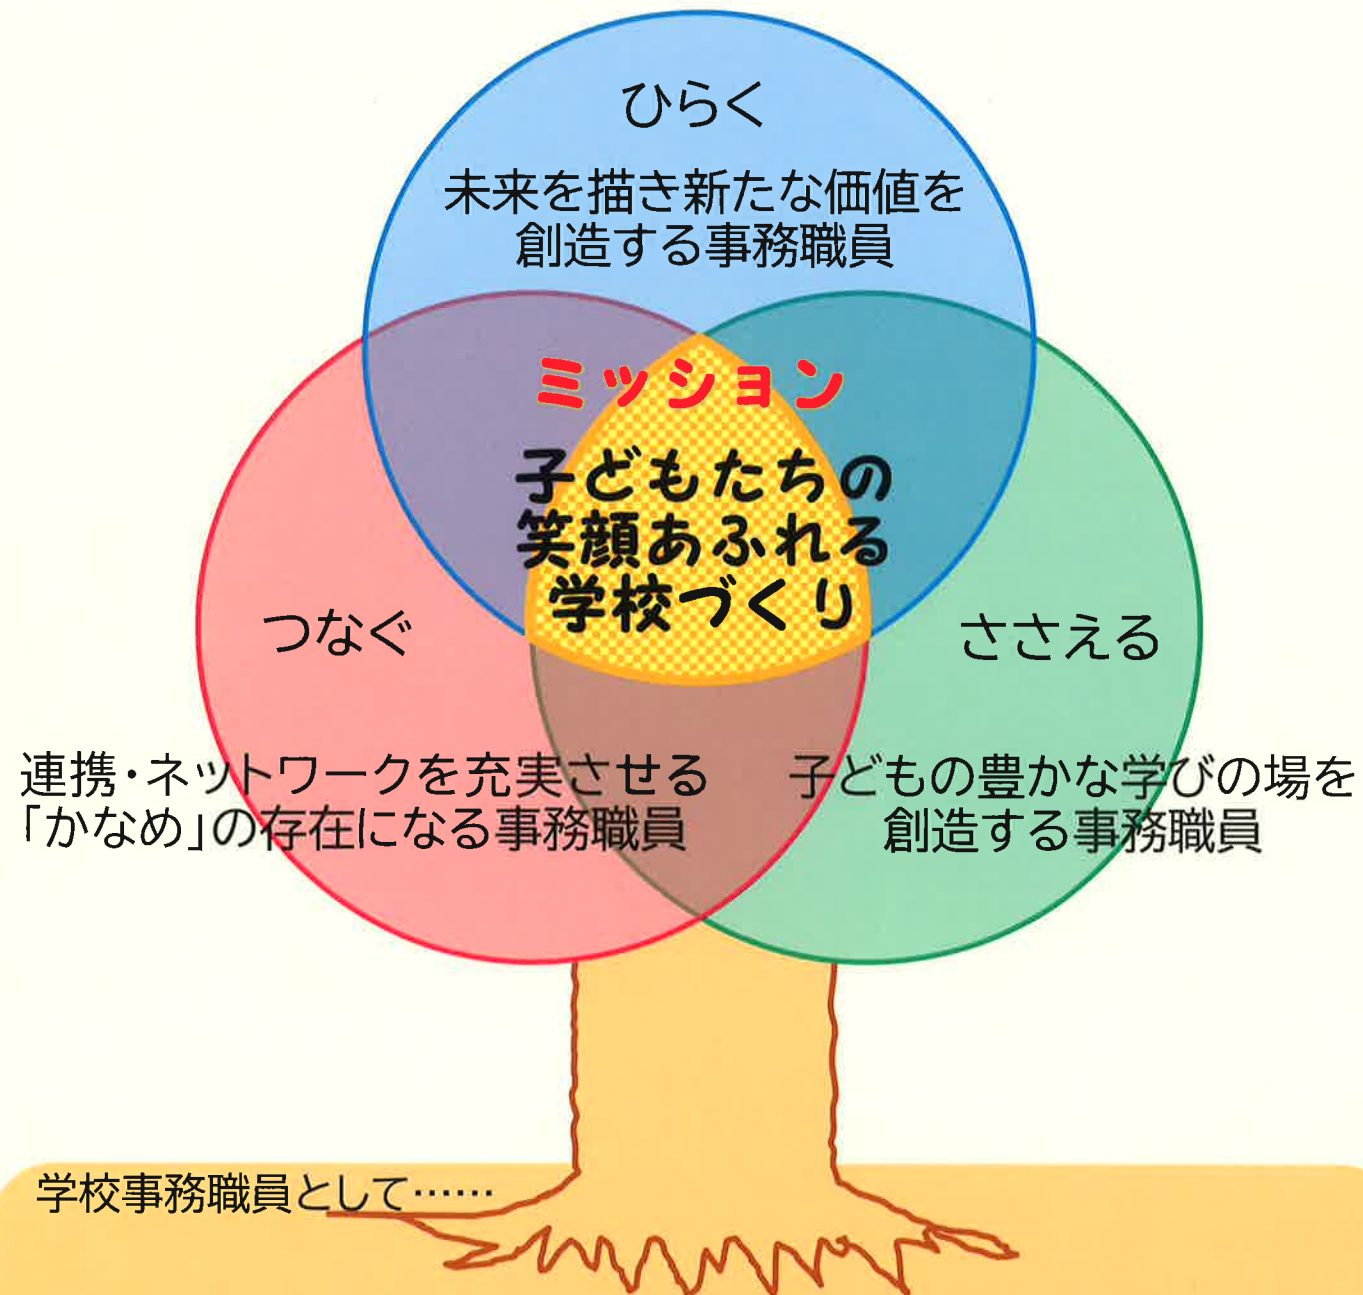 ひらく
未来を描き新たな価値を
創造する事務職員
ミッション
子どもたちの
笑顔あふれる
学校づくり
つなぐ
連携・ネットワークを充実させる
「かなめ」の存在になる事務職員
ささえる
子どもの豊かな学びの場を
創造する事務職員
学校事務職員として……